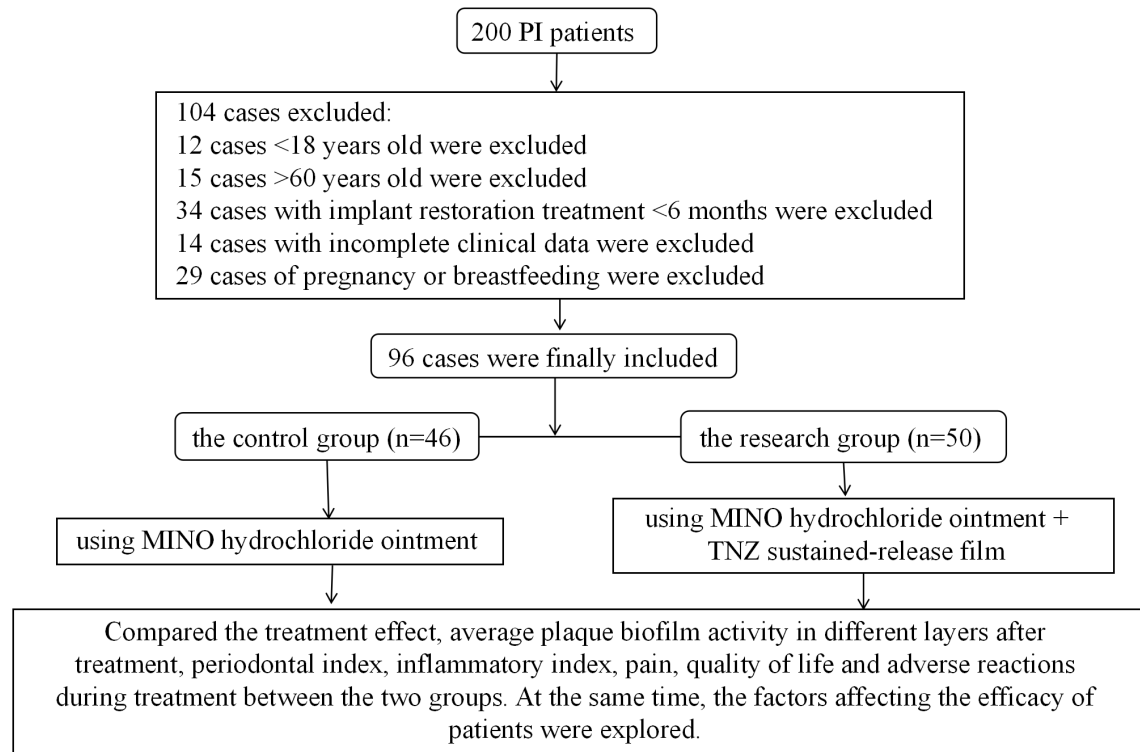 200 PI patients
104 cases excluded:
12 cases <18 years old were excluded
15 cases >60 years old were excluded
34 cases with implant restoration treatment <6 months were excluded
14 cases with incomplete clinical data were excluded
29 cases of pregnancy or breastfeeding were excluded
96 cases were finally included
the control group (n=46)
the research group (n=50)
using MINO hydrochloride ointment
using MINO hydrochloride ointment +
TNZ sustained-release film
Compared the treatment effect, average plaque biofilm activity in different layers after
treatment, periodontal index, inflammatory index, pain, quality of life and adverse reactions
during treatment between the two groups. At the same time, the factors affecting the efficacy of
patients were explored.